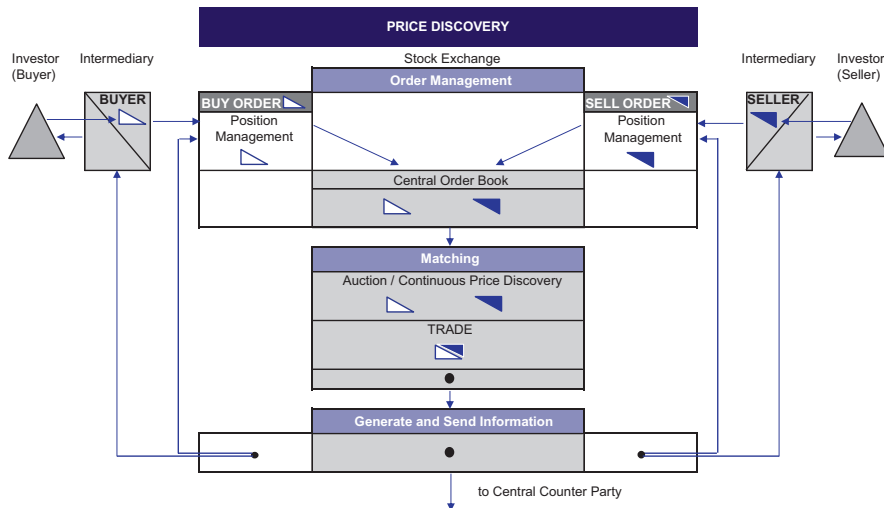 PRICE DISCOVERY
Stock Exchange
Investor
(Buyer)
Intermediary
Intermediary
Investor
(Seller)
Order Management
BUYER
BUY ORDER
SELL ORDER
SELLER
Position
Management
Position
Management
Central Order Book
Matching
Auction / Continuous Price Discovery
TRADE
Generate and Send Information
to Central Counter Party